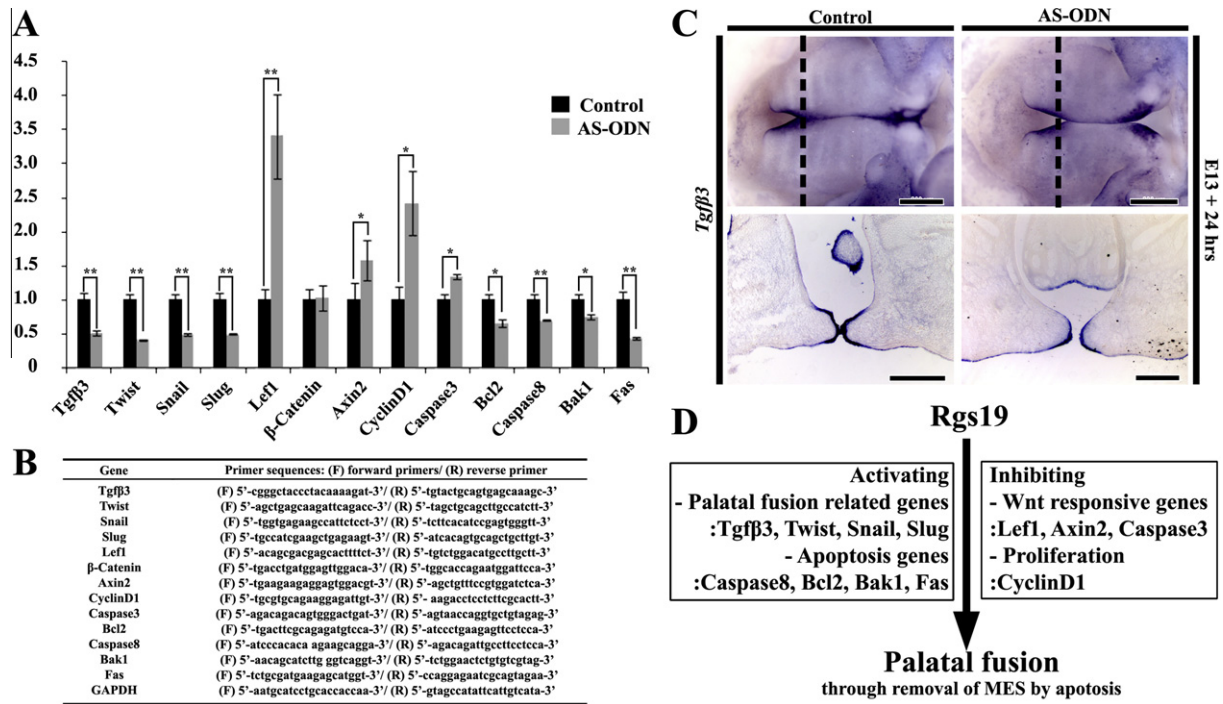 A
4.5
4.0
3.5
3.0
2.5
2.0
1.5
1.0
0.5
0
** ** ** ** ** * * * * ** * **
Control
AS-ODN
Tgfβ3 Twist Snail Slug Lef1 β-Catenin Axin2 CyclinD1 Caspase3 Bcl2 Caspase8 Bak1 Fas
B
Gene Primer sequences: (F) forward primers/ (R) reverse primer
Tgfβ3 (F) 5’-cgggctaccctacaaaagat-3’/ (R) 5’-tgtactgcagtgagcaaagc-3’
Twist (F) 5’-agctgagcaagattcagacc-3’/ (R) 5’-tagctgcagcttgccatctt-3’
Snail (F) 5’-tggtgagaagccattctcct-3’/ (R) 5’-tcttcacatccgagtgggtt-3’
Slug (F) 5’-tgccatcgaagctgagaagt-3’/ (R) 5’-atcacagtgcagctgcttgt-3’
Lef1 (F) 5’-acagcgacgagcacttttct-3’/ (R) 5’-tgtctggacatgccttgctt-3’
β-Catenin (F) 5’-tgacctgatggagttggaca-3’/ (R) 5’-tggcaccagaatggattcca-3’
Axin2 (F) 5’-tgaagaagaggagtggacgt-3’/ (R) 5’-agctgtttccgtggatctca-3’
CyclinD1 (F) 5’-tgcgtgcagaaggagattgt-3’/ (R) 5’- aagacctcctcttcgcactt-3’
Caspase3 (F) 5’-agacagacagtgggactgat-3’/ (R) 5’-agtaaccaggtgctgtagag-3’
Bcl2 (F) 5’-tgacttcgcagagatgtcca-3’/ (R) 5’-atccctgaagagttcctcca-3’
Caspase8 (F) 5’-atcccacaca agaagcagga-3’/ (R) 5’-agacagattgccttcctcca-3’
Bak1 (F) 5’-aacagcatcttg ggtcaggt-3’/ (R) 5’-tctggaactctgtgtcgtag-3’
Fas (F) 5’-tctgcgatgaagagcatggt-3’/ (R) 5’-ccaggagaatcgcagtagaa-3’
GAPDH (F) 5’-aatgcatcctgcaccaccaa-3’/ (R) 5’-gtagccatattcattgtcata-3’
C
Control AS-ODN
Tgfβ3
E13 + 24 hrs
D
Rgs19
Activating
- Palatal fusion related genes
:Tgfβ3, Twist, Snail, Slug
- Apoptosis genes
:Caspase8, Bcl2, Bak1, Fas
Inhibiting
- Wnt responsive genes
:Lef1, Axin2, Caspase3
- Proliferation
:CyclinD1
Palatal fusion
through removal of MES by apotosis